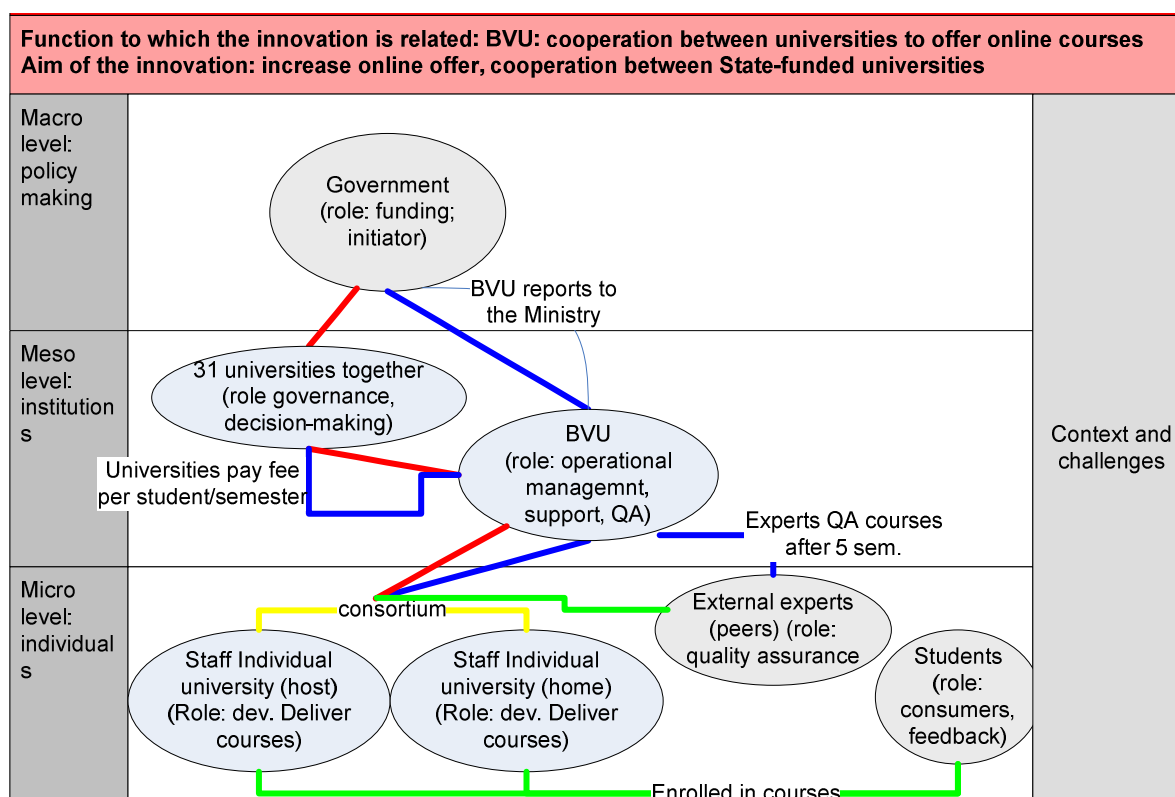 Function to which the innovation is related: BVU: cooperation between universities to offer online courses
Aim of the innovation: increase online offer, cooperation between State-funded universities
Macro
level:
policy
making
Government
(role: funding;
initiator)
BVU reports to
the Ministry
Meso
level:
institution
s
31 universities together
(role governance,
decision-making)
BVU
(role: operational
managemnt,
support, QA)
Universities pay fee
per student/semester
Experts QA courses
after 5 sem.
Context and
challenges
Micro
level:
individual
s
consortium
External experts
(peers) (role:
quality assurance
Staff Individual
university (host)
(Role: dev. Deliver
courses)
Staff Individual
university (home)
(Role: dev. Deliver
courses)
Students
(role:
consumers,
feedback)
Enrolled in courses